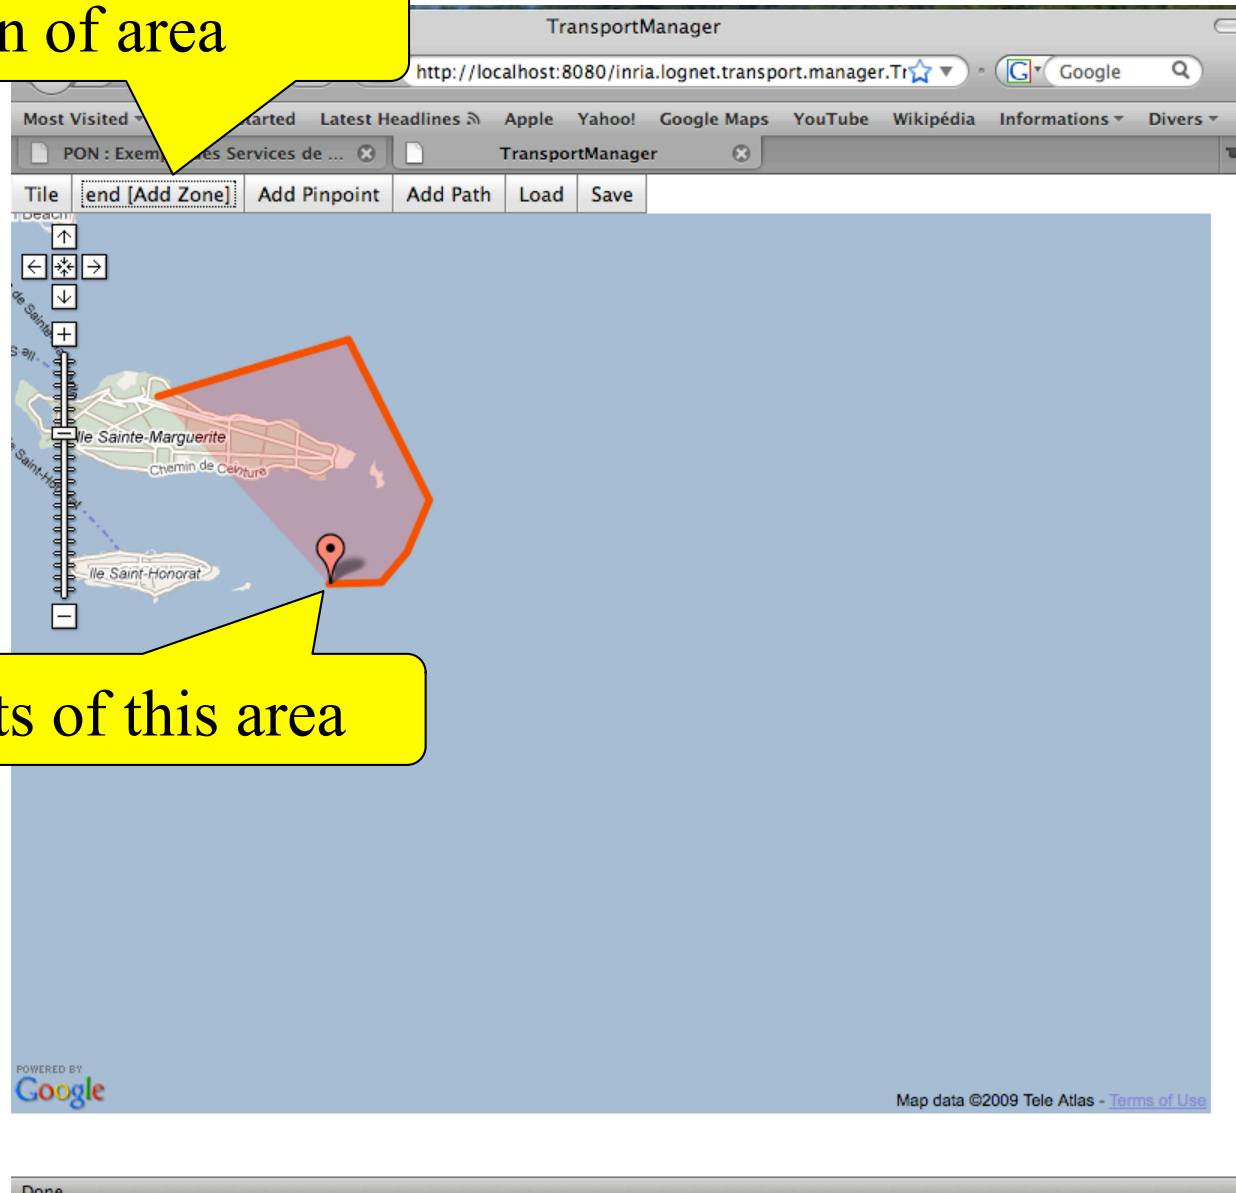 n of area
TransportManager
http://localhost:8080/inria.lognet.transport.manager.Tr
Google
Most Visited
tarted
Latest Headlines
Apple
Yahoo!
Google Maps
YouTube
Wikipédia
Informations
Divers
PON : Exem
es Services de ...
TransportManager
Tile
end [Add Zone]
Add Pinpoint
Add Path
Load
Save
Beach
Ile Sainte-Marguerite
Chemin de Ceinture
Ile Saint-Honorat
ts of this area
POWERED BY
Google
Map data ©2009 Tele Atlas - Terms of Use
Done